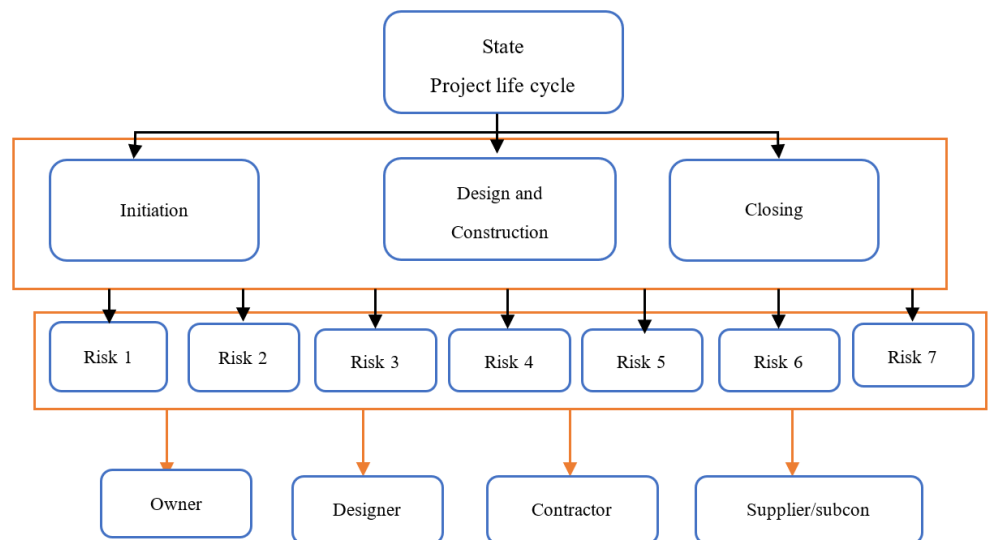 State
Project life cycle
Initiation
Design and
Construction
Closing
Risk 1
Risk 2
Risk 3
Risk 4
Risk 5
Risk 6
Risk 7
Owner
Designer
Contractor
Supplier/subcon